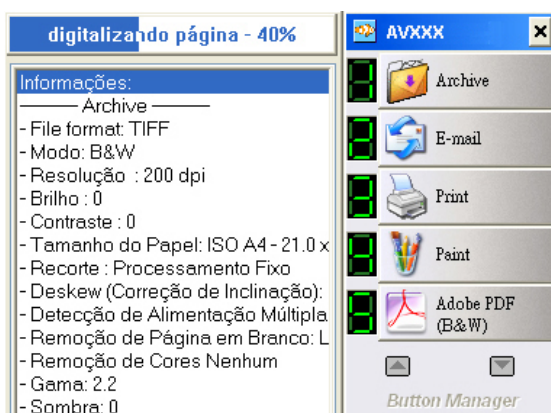 digitalizando página - 40%
Informações:
Archive
- File format: TIFF
- Modo: B&W
- Resolução : 200 dpi
- Brilho : 0
- Contraste : 0
- Tamanho do Papel: ISO A4 - 21.0 x
- Recorte : Processamento Fixo
- Deskew (Correção de Inclinação):
- Detecção de Alimentação Múltipla
- Remoção de Página em Branco: L
- Remoção de Cores Nenhum
- Gama: 2.2
- Sombra: 0
AVXXX
Archive
E-mail
Print
Paint
Adobe PDF
(B&W)
Button Manager